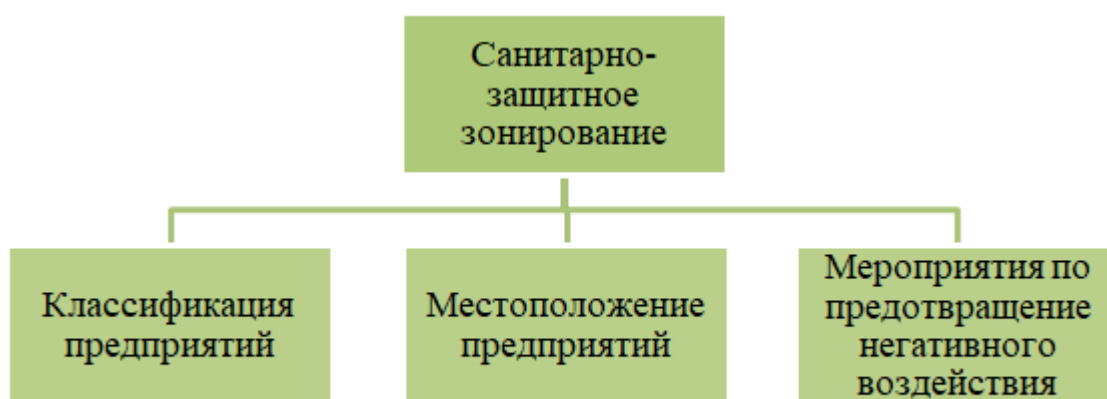 Санитарно-
защитное
зонирование
Классификация
предприятий
Местоположение
предприятий
Мероприятия по
предотвращение
негативного
воздействия